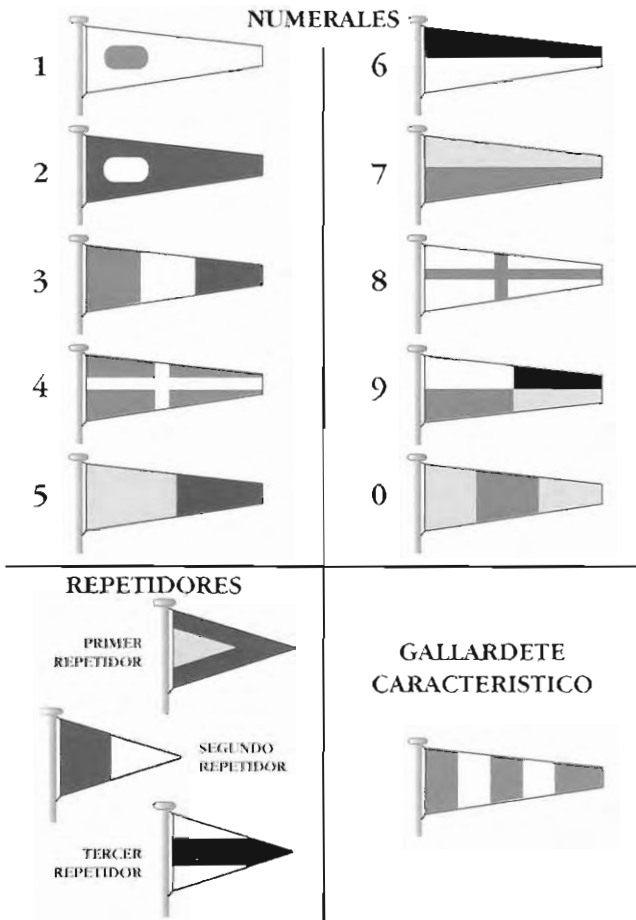 NUMERALES
1
2
3
4
5
6
7
8
9
0
REPETIDORES
PRIMER
REPETIDOR
SEGUNDO
REPETIDOR
TERCER
REPETIDOR
GALLARDETE
CARACTERISTICO